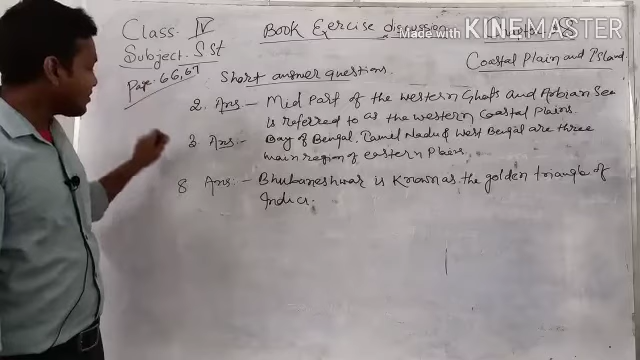 Class - IV
Book Exercise discussion
Made with KINEMASTER
Subject - S.St
Coastal Plain and Island
Page - 66,67
Short answer questions.
2. Ans - Mid part of the western Ghats and Arbian Sea
is referred to as the western Coastal Plains.
3 Ans:- Bay of Bengal, Tamil Nadu & West Bengal are three
main region of eastern Plains
8 Ans:- Bhubaneshwar is known as the golden triangle of
India.